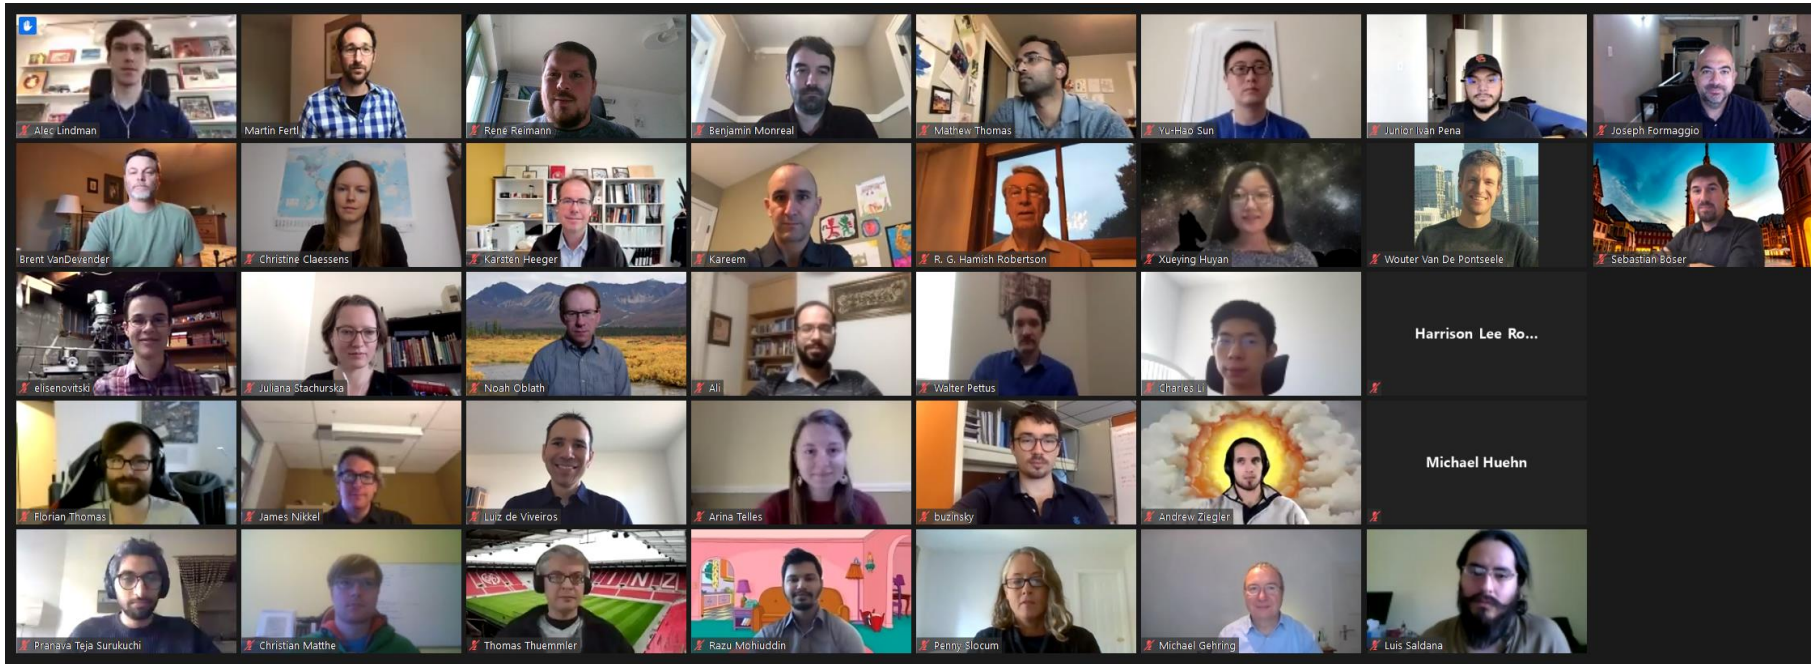 Alec Lindman
Martin Fertl
René Reimann
Benjamin Monreal
Mathew Thomas
Yu-Hao Sun
Junior Ivan Pena
Joseph Formaggio
Brent VanDevender
Christine Claessens
Karsten Heeger
Kareem
R. G. Hamish Robertson
Xueying Huyan
Wouter Van De Pontseele
Sebastian Böser
elisenovitski
Juliana Stachurska
Noah Oblath
Ali
Walter Pettus
Charles Li
Harrison Lee Ro...
Florian Thomas
James Nikkel
Luiz de Viveiros
Arina Telles
buzinsky
Andrew Ziegler
Michael Huehn
Pranava Teja Surukuchi
Christian Matthe
Thomas Thuemmler
INZ
Razu Mohiuddin
Penny Slocum
Michael Gehring
Luis Saldana